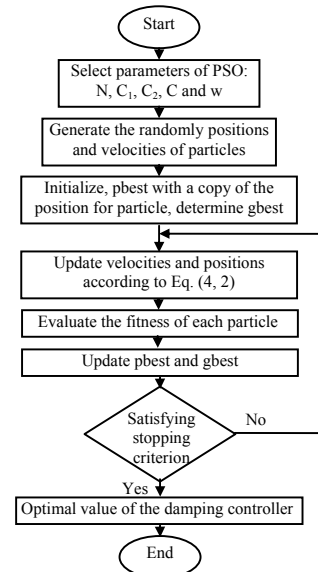 Start
Select parameters of PSO:
N, C1, C2, C and w
Generate the randomly positions
and velocities of particles
Initialize, pbest with a copy of the
position for particle, determine gbest
Update velocities and positions
according to Eq. (4, 2)
Evaluate the fitness of each particle
Update pbest and gbest
Satisfying
stopping
criterion
No
Yes
Optimal value of the damping controller
End